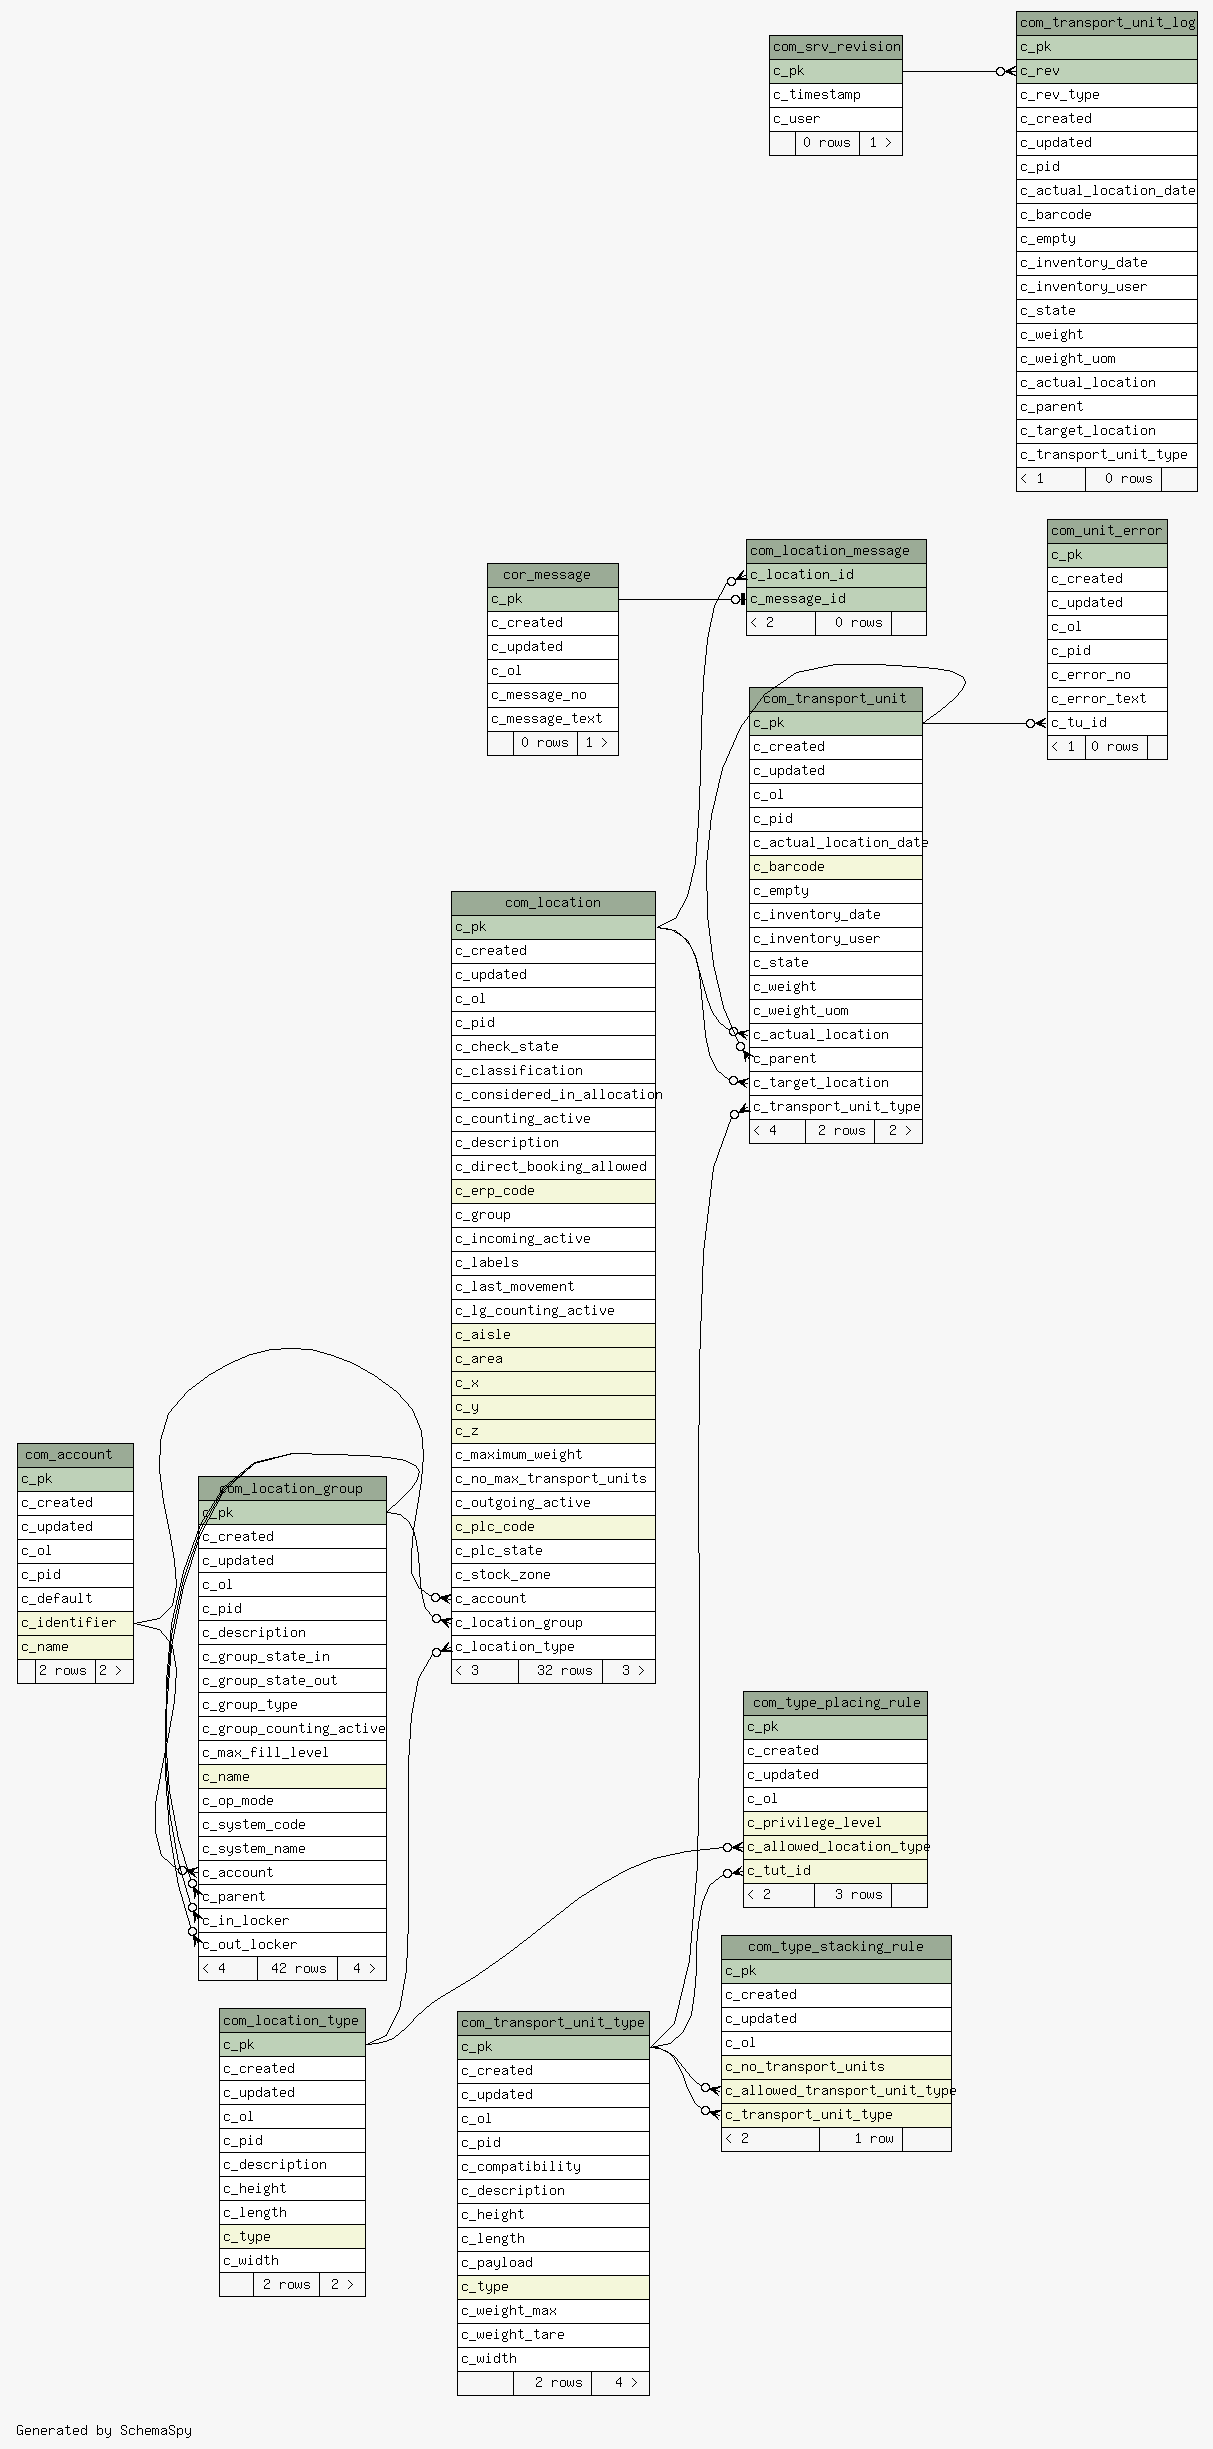 com_transport_unit_log
c_pk
c_rev
c_rev_type
c_created
c_updated
c_pid
c_actual_location_date
c_barcode
c_empty
c_inventory_date
c_inventory_user
c_state
c_weight
c_weight_uom
c_actual_location
c_parent
c_target_location
c_transport_unit_type
< 1 0 rows
com_srv_revision
c_pk
c_timestamp
c_user
0 rows 1 >
com_unit_error
c_pk
c_created
c_updated
c_ol
c_pid
c_error_no
c_error_text
c_tu_id
< 1 0 rows
com_location_message
c_location_id
c_message_id
< 2 0 rows
cor_message
c_pk
c_created
c_updated
c_ol
c_message_no
c_message_text
0 rows 1 >
com_transport_unit
c_pk
c_created
c_updated
c_ol
c_pid
c_actual_location_date
c_barcode
c_empty
c_inventory_date
c_inventory_user
c_state
c_weight
c_weight_uom
c_actual_location
c_parent
c_target_location
c_transport_unit_type
< 4 2 rows 2 >
com_location
c_pk
c_created
c_updated
c_ol
c_pid
c_check_state
c_classification
c_considered_in_allocation
c_counting_active
c_description
c_direct_booking_allowed
c_erp_code
c_group
c_incoming_active
c_labels
c_last_movement
c_lg_counting_active
c_aisle
c_area
c_x
c_y
c_z
c_maximum_weight
c_no_max_transport_units
c_outgoing_active
c_plc_code
c_plc_state
c_stock_zone
c_account
c_location_group
c_location_type
< 3 32 rows 3 >
com_account
c_pk
c_created
c_updated
c_ol
c_pid
c_default
c_identifier
c_name
2 rows 2 >
com_location_group
c_pk
c_created
c_updated
c_ol
c_pid
c_description
c_group_state_in
c_group_state_out
c_group_type
c_group_counting_active
c_max_fill_level
c_name
c_op_mode
c_system_code
c_system_name
c_account
c_parent
c_in_locker
c_out_locker
< 4 42 rows 4 >
com_type_placing_rule
c_pk
c_created
c_updated
c_ol
c_privilege_level
c_allowed_location_type
c_tut_id
< 2 3 rows
com_type_stacking_rule
c_pk
c_created
c_updated
c_ol
c_no_transport_units
c_allowed_transport_unit_type
c_transport_unit_type
< 2 1 row
com_location_type
c_pk
c_created
c_updated
c_ol
c_pid
c_description
c_height
c_length
c_type
c_width
2 rows 2 >
com_transport_unit_type
c_pk
c_created
c_updated
c_ol
c_pid
c_compatibility
c_description
c_height
c_length
c_payload
c_type
c_weight_max
c_weight_tare
c_width
2 rows 4 >
Generated by SchemaSpy